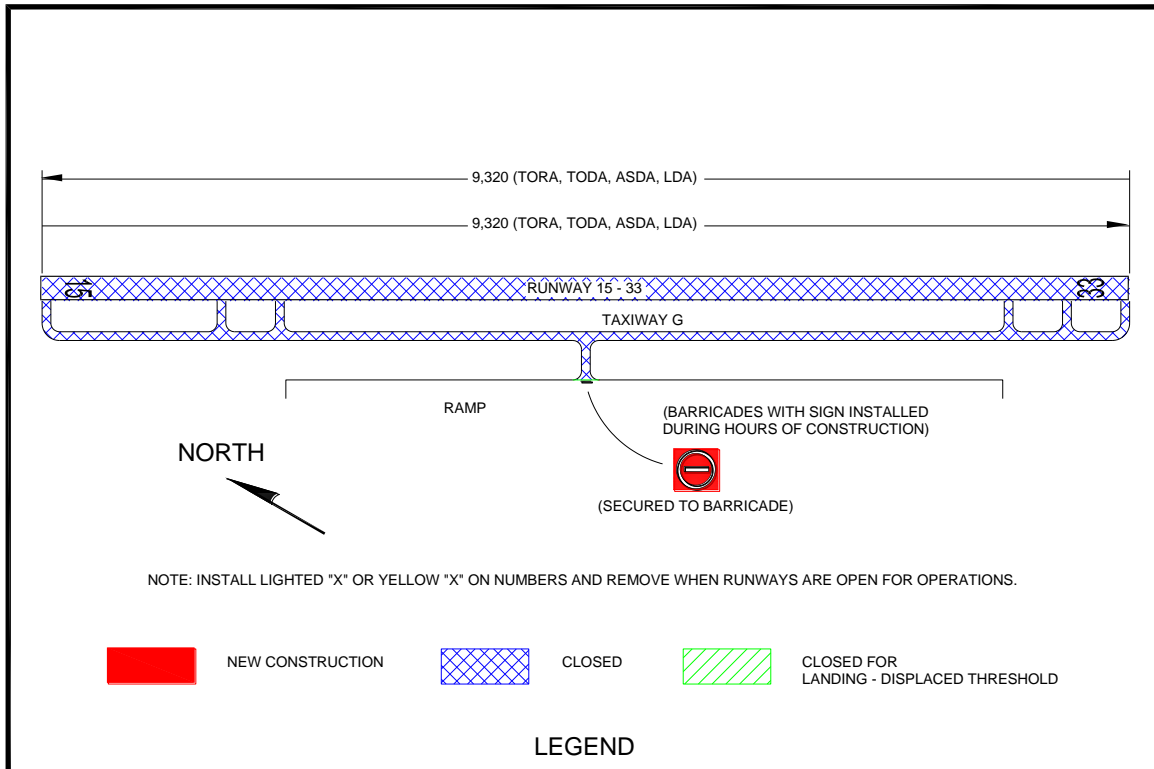 9,320 (TORA, TODA, ASDA, LDA)
9,320 (TORA, TODA, ASDA, LDA)
15
RUNWAY 15 - 33
33
TAXIWAY G
RAMP
(BARRICADES WITH SIGN INSTALLED
DURING HOURS OF CONSTRUCTION)
NORTH
(SECURED TO BARRICADE)
NOTE: INSTALL LIGHTED "X" OR YELLOW "X" ON NUMBERS AND REMOVE WHEN RUNWAYS ARE OPEN FOR OPERATIONS.
NEW CONSTRUCTION
CLOSED
CLOSED FOR
LANDING - DISPLACED THRESHOLD
LEGEND